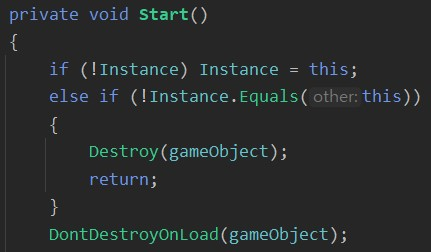 private void Start()
{
if (!Instance) Instance = this;
else if (!Instance.Equals(other:this))
{
Destroy(gameObject);
return;
}
DontDestroyOnLoad(gameObject);